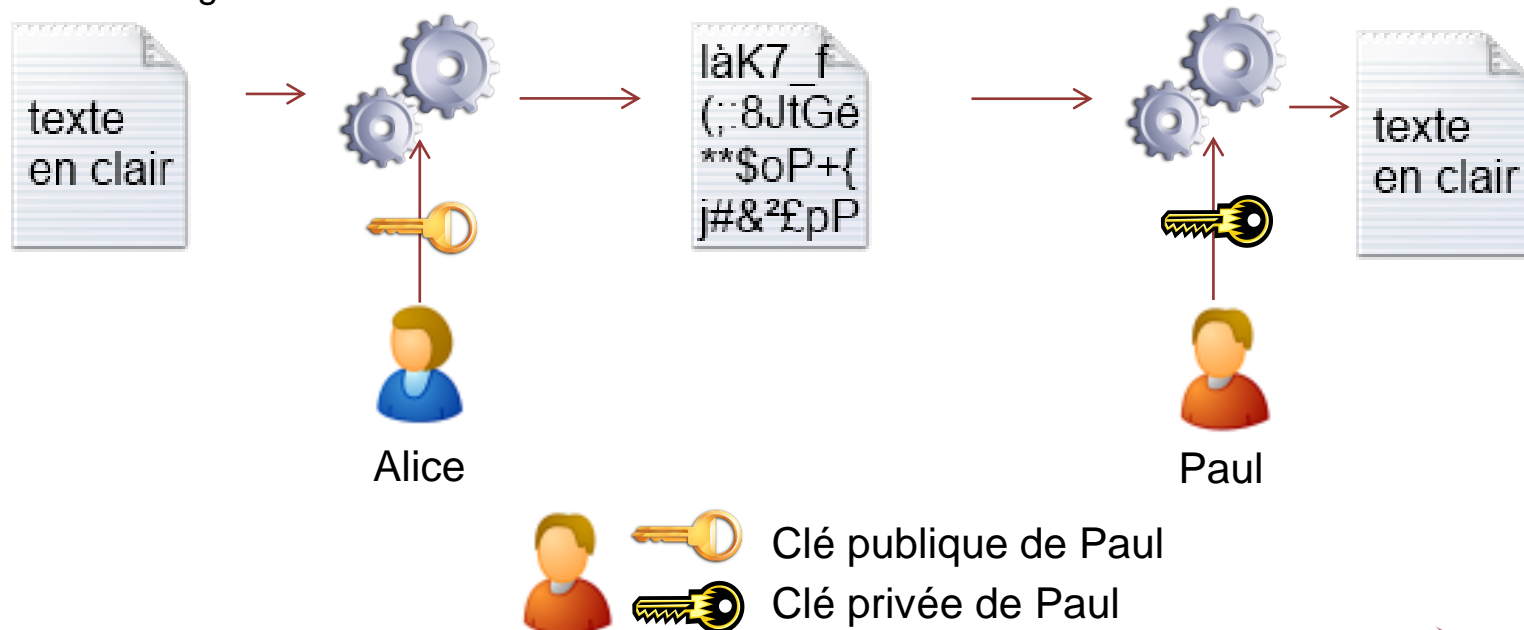 texte
en clair
làK7_f
(;:8JtGé
**$oP+{
j#&²£pP
texte
en clair
Alice
Paul
Clé publique de Paul
Clé privée de Paul